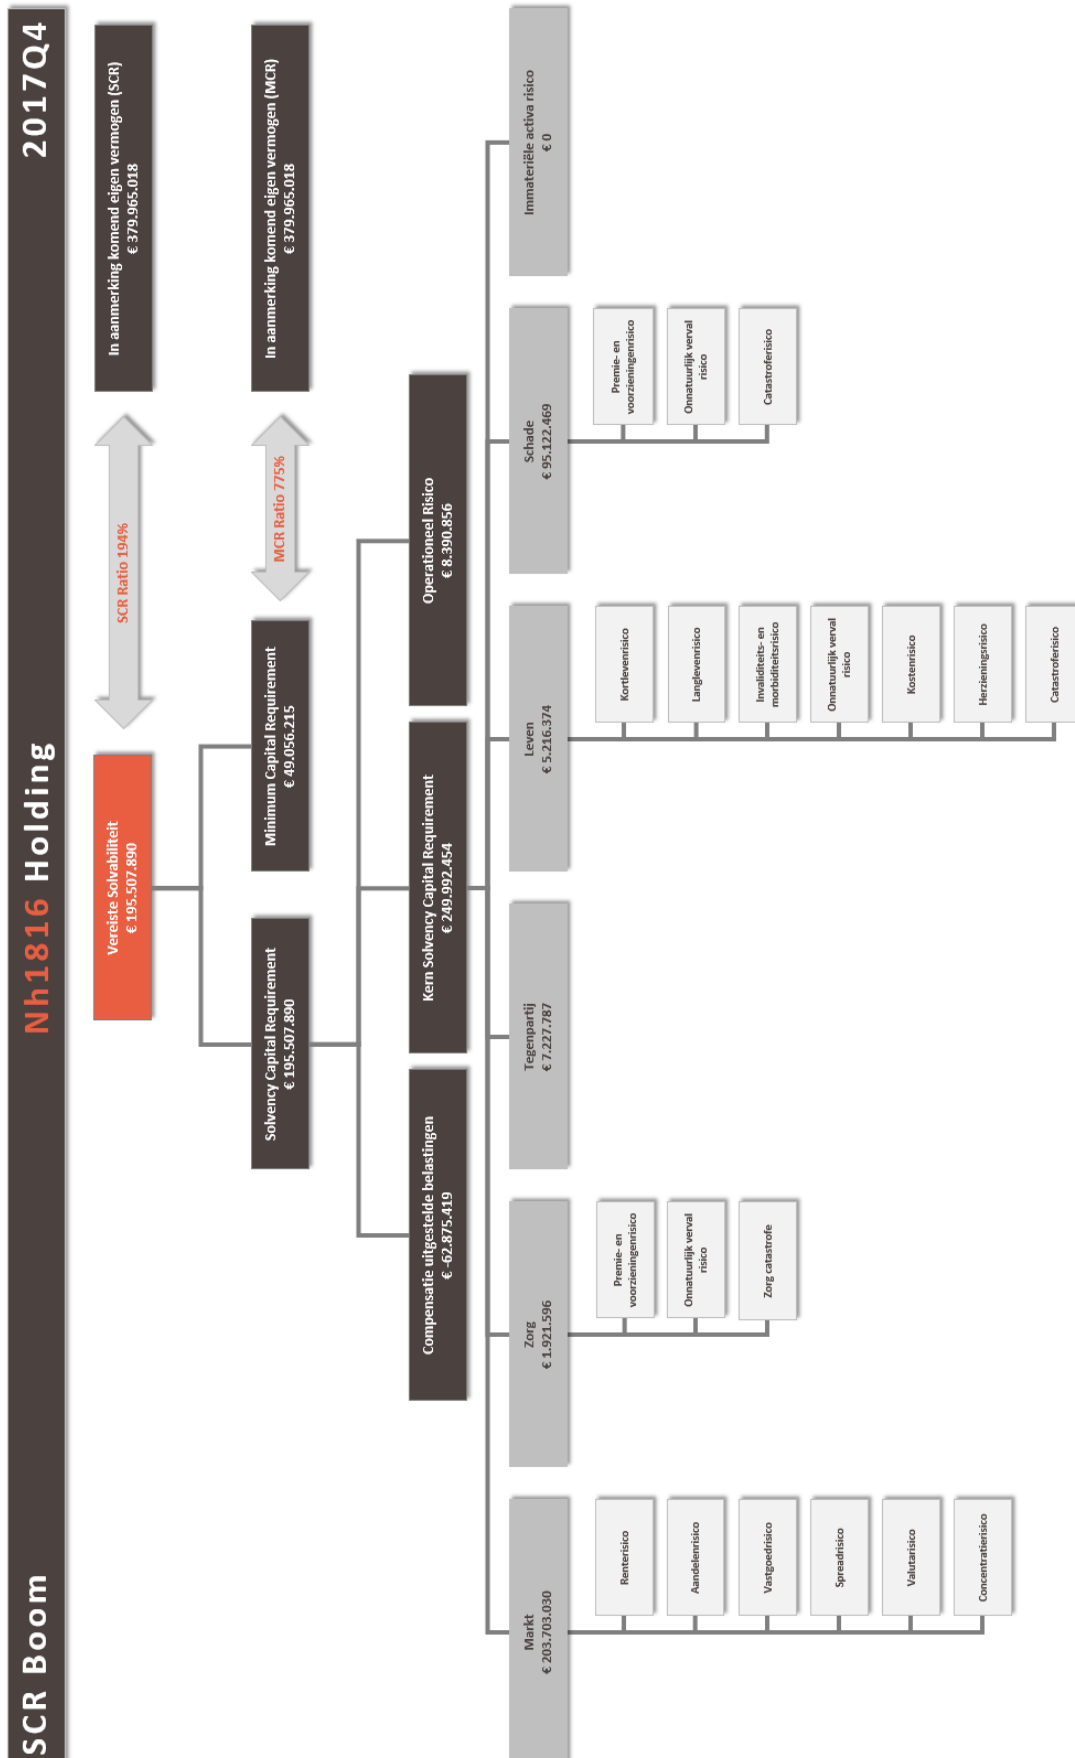 SCR Boom
Nh1816 Holding
2017Q4
Vereiste Solvabiliteit
€ 195.507.890
SCR Ratio 194%
In aanmerking komend eigen vermogen (SCR)
€ 379.965.018
Solvency Capital Requirement
€ 195.507.890
Minimum Capital Requirement
€ 49.056.215
MCR Ratio 775%
In aanmerking komend eigen vermogen (MCR)
€ 379.965.018
Compensatie uitgestelde belastingen
€ -62.875.419
Kern Solvency Capital Requirement
€ 249.992.454
Operationeel Risico
€ 8.390.856
Markt
€ 203.703.030
Zorg
€ 1.921.596
Tegenpartij
€ 7.227.787
Leven
€ 5.216.374
Schade
€ 95.122.469
Immateriële activa risico
€ 0
Renterisico
Aandelenrisico
Vastgoedrisico
Spreadrisico
Valutarisico
Concentratierisico
Premie- en
voorzieningenrisico
Onnatuurlijk verval
risico
Zorg catastrofe
Kortlevenrisico
Langlevenrisico
Invaliditeits- en
morbiditeitsrisico
Onnatuurlijk verval
risico
Kostenrisico
Herzieningsrisico
Catastroferisico
Premie- en
voorzieningenrisico
Onnatuurlijk verval
risico
Catastroferisico